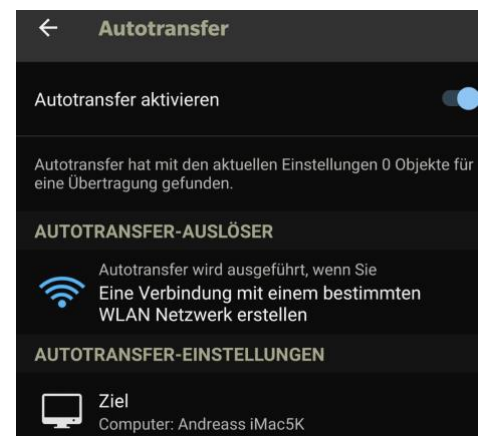 Autotransfer
Autotransfer aktivieren
Autotransfer hat mit den aktuellen Einstellungen 0 Objekte für
eine Übertragung gefunden.
AUTOTRANSFER-AUSLÖSER
Autotransfer wird ausgeführt, wenn Sie
Eine Verbindung mit einem bestimmten
WLAN Netzwerk erstellen
AUTOTRANSFER-EINSTELLUNGEN
Ziel
Computer: Andreass iMac5K